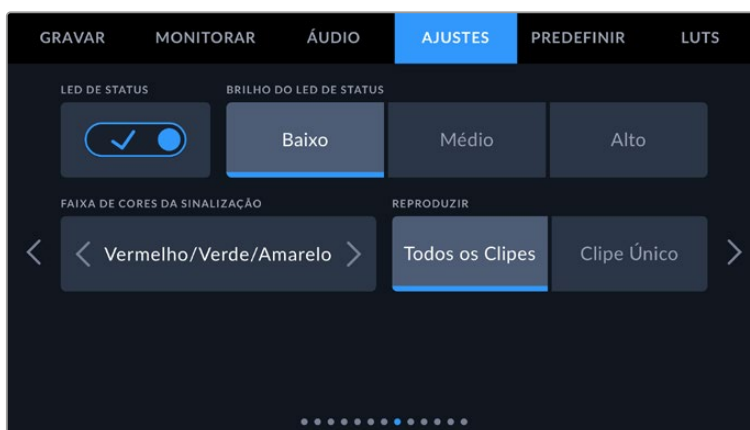 GRAVAR MONITORAR ÁUDIO AJUSTES PREDEFINIR LUTS
LED DE STATUS BRILHO DO LED DE STATUS
Baixo Médio Alto
FAIXA DE CORES DA SINALIZAÇÃO REPRODUZIR
Vermelho/Verde/Amarelo Todos os Clipes Clipe Único